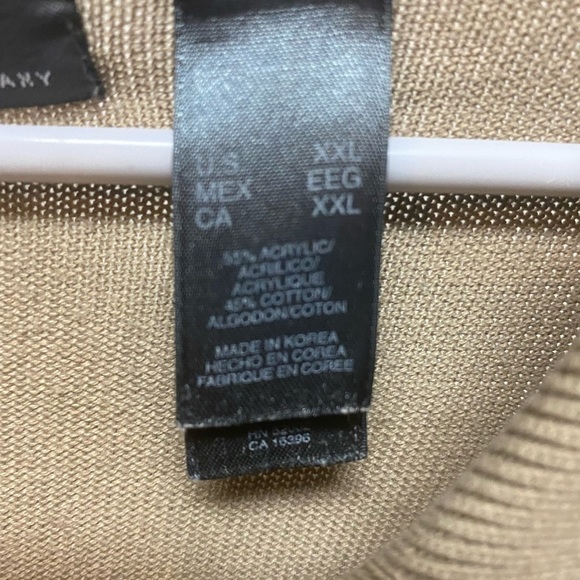 U.S. XXL
MEX EEG
CA XXL
55% ACRYLIC/
ACRILICO/
ACRYLIQUE
45% COTTON/
ALGODON/COTON
MADE IN KOREA
HECHO EN COREA
FABRIQUE EN COREE
CA 16396